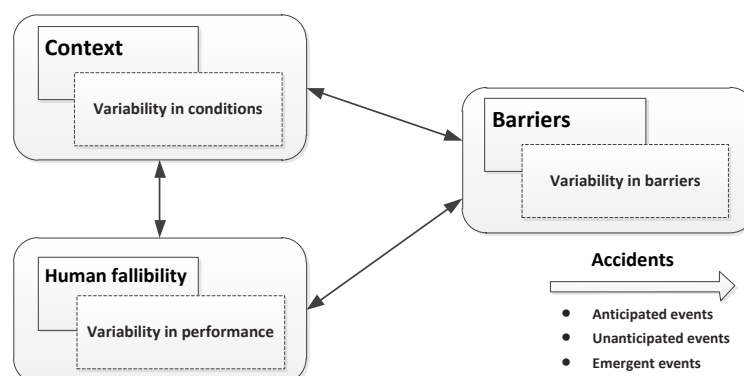 Context
Variability in conditions
Barriers
Variability in barriers
Human fallibility
Variability in performance
Accidents
● Anticipated events
● Unanticipated events
● Emergent events